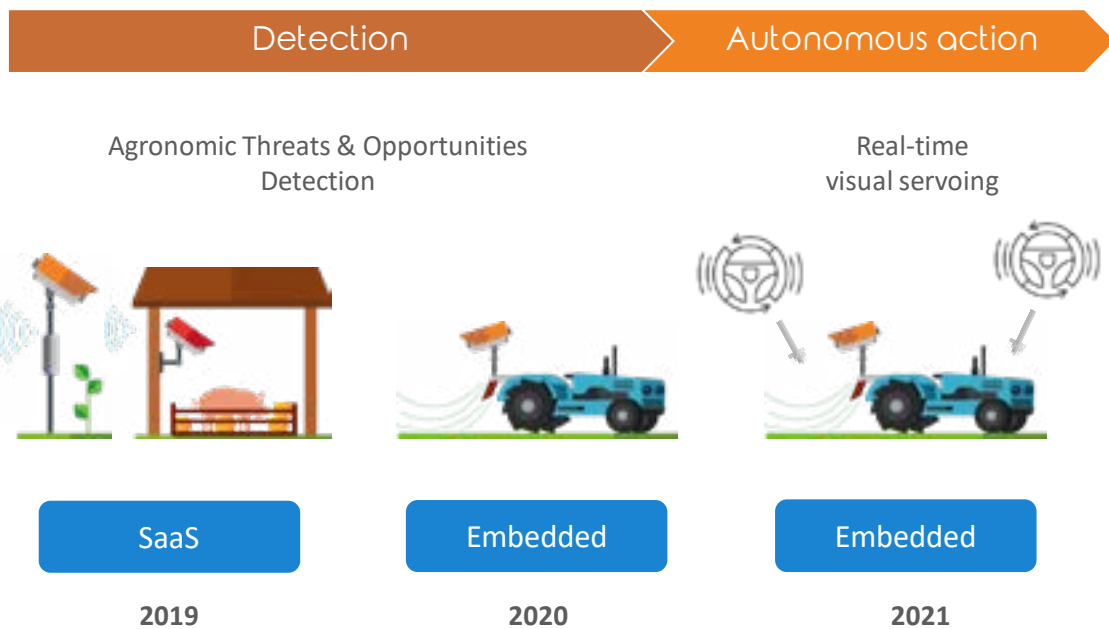 Detection
Autonomous action
Agronomic Threats & Opportunities
Detection
Real-time
visual servoing
SaaS
Embedded
Embedded
2019
2020
2021